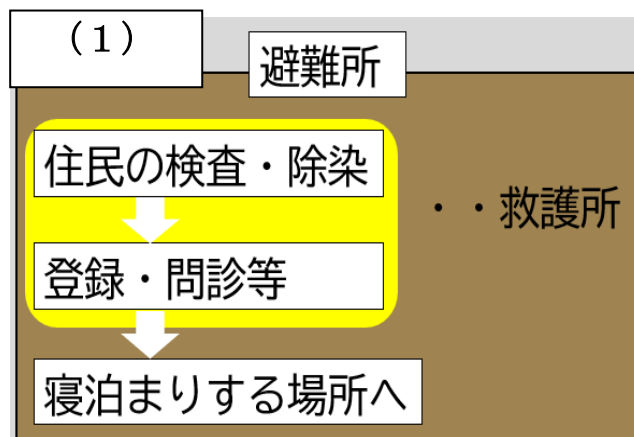 （１）
避難所
住民の検査・除染
・・救護所
登録・問診等
寝泊まりする場所へ